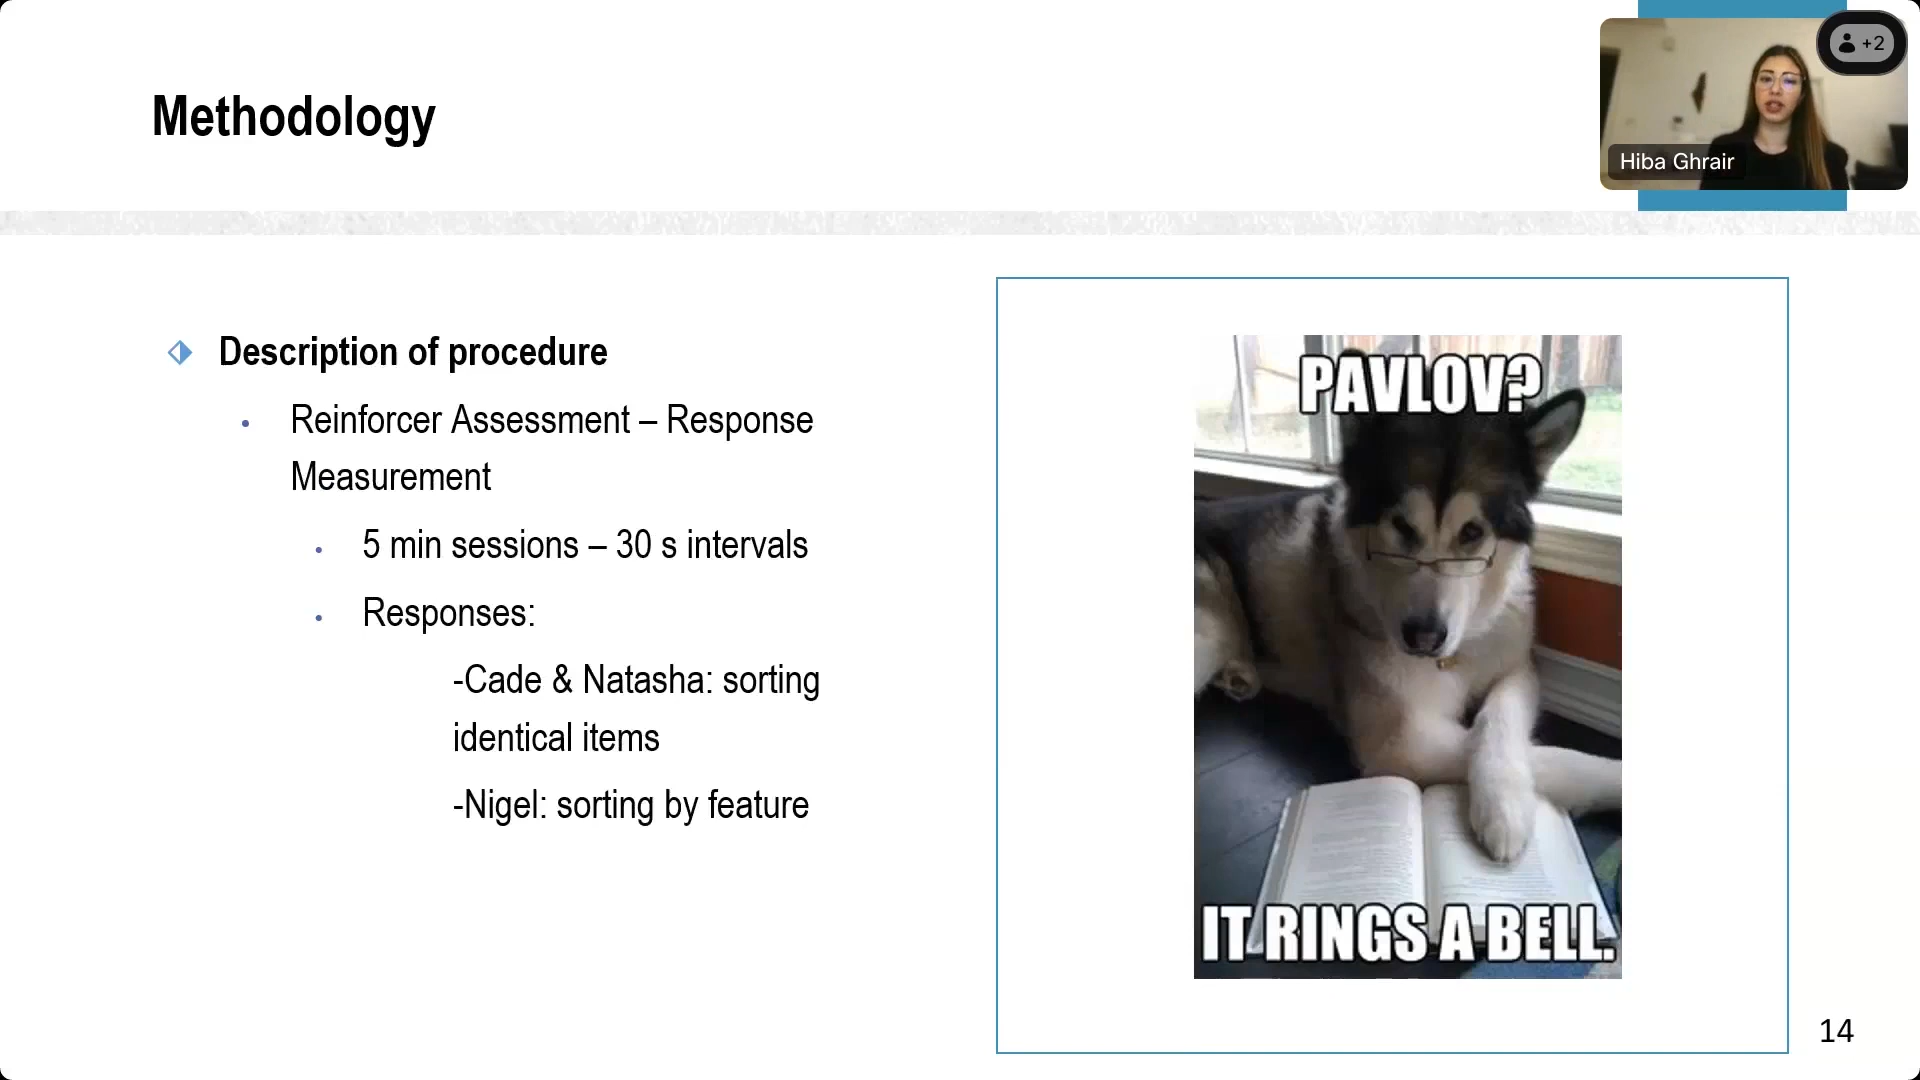 Methodology
+2
Hiba Ghrair
Description of procedure
Reinforcer Assessment – Response
Measurement
5 min sessions – 30 s intervals
Responses:
-Cade & Natasha: sorting
identical items
-Nigel: sorting by feature
PAVLOV?
IT RINGS A BELL.
14